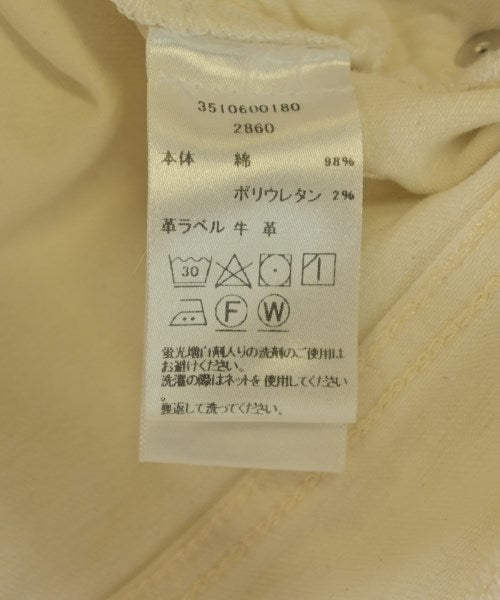 3510600180
2860
本体 綿 98%
ポリウレタン 2%
革ラベル 牛革
30
F W
蛍光増白剤入りの洗剤のご使用は
お避けください。
洗濯の際はネットを使用してください
。
裏返して洗ってください。